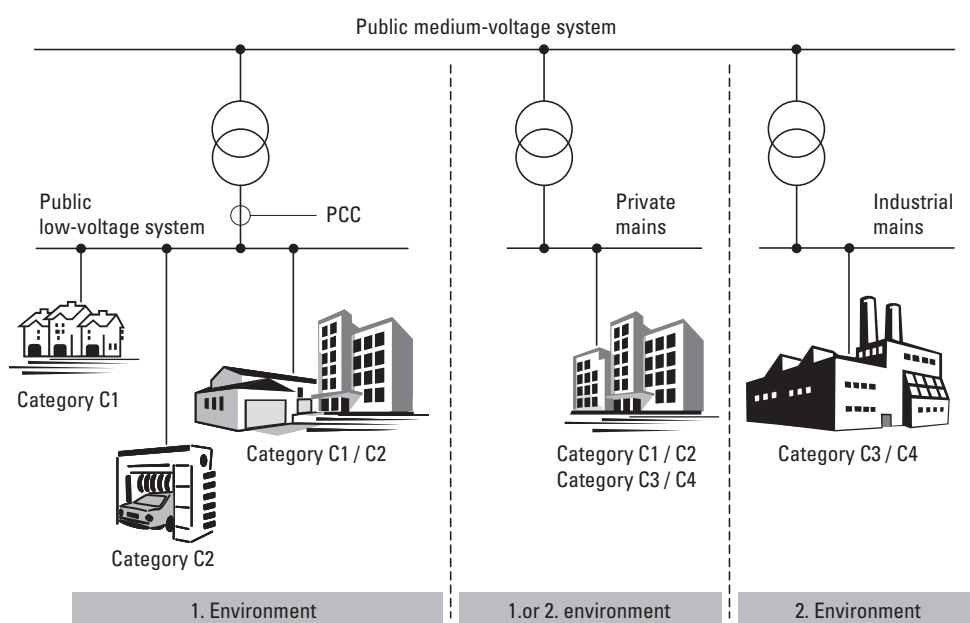 Public medium-voltage system
Public
low-voltage system
PCC
Private
mains
Industrial
mains
Category C1
Category C1 / C2
Category C2
Category C1 / C2
Category C3 / C4
Category C3 / C4
1. Environment
1.or 2. environment
2. Environment